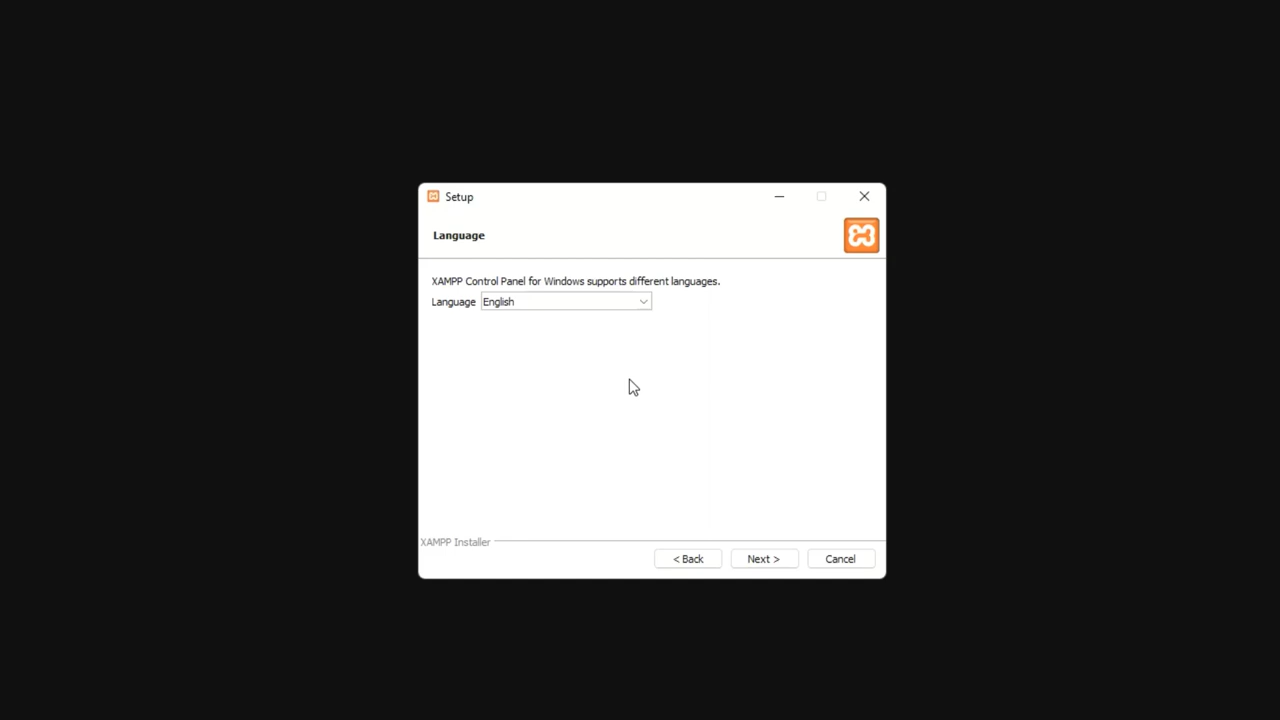 Setup
Language
XAMPP Control Panel for Windows supports different languages.
Language English
XAMPP Installer
< Back Next > Cancel